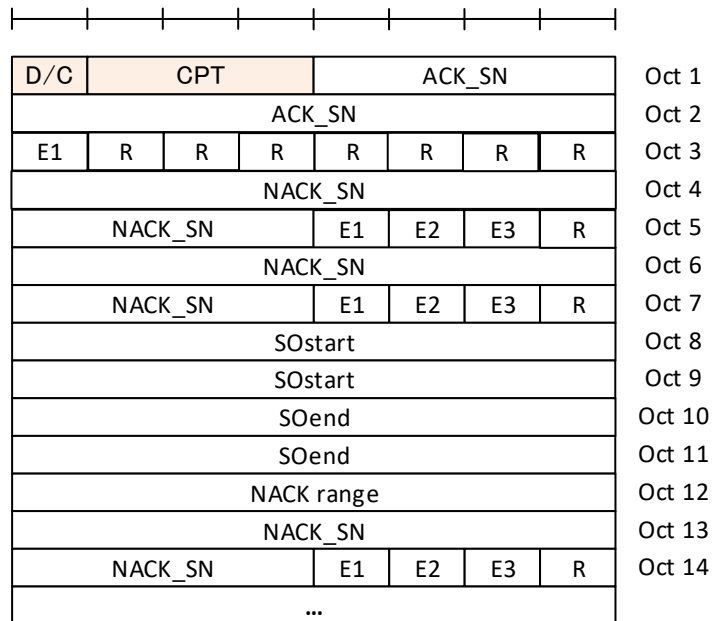 D/C CPT ACK_SN Oct 1
ACK_SN Oct 2
E1 R R R R R R R Oct 3
NACK_SN Oct 4
NACK_SN E1 E2 E3 R Oct 5
NACK_SN Oct 6
NACK_SN E1 E2 E3 R Oct 7
SOstart Oct 8
SOstart Oct 9
SOend Oct 10
SOend Oct 11
NACK range Oct 12
NACK_SN Oct 13
NACK_SN E1 E2 E3 R Oct 14
...